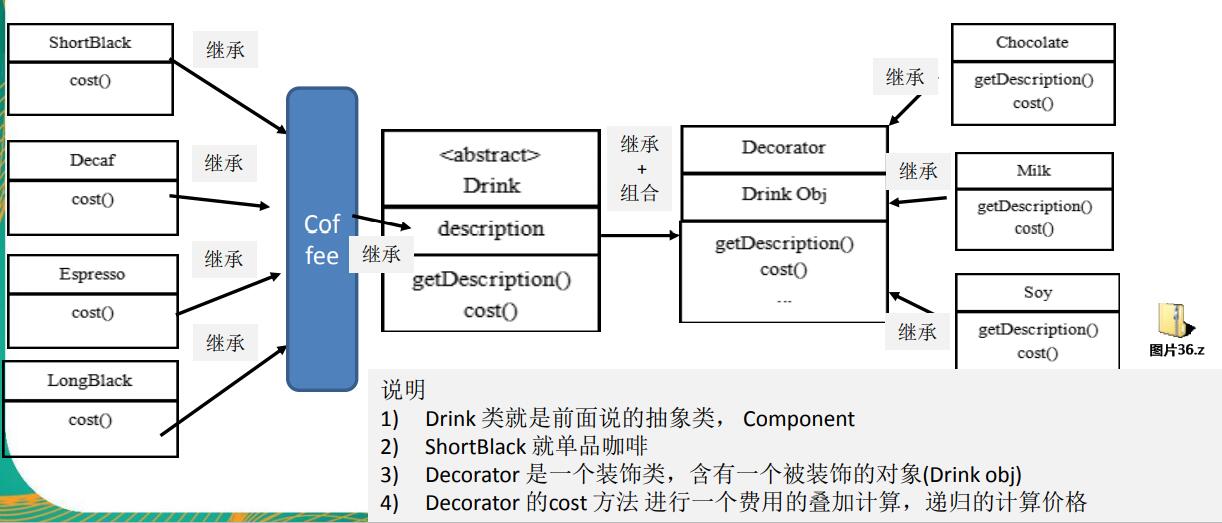 ShortBlack
cost()
继承
Decaf
cost()
继承
Espresso
cost()
继承
LongBlack
cost()
继承
Cof
fee
继承
<abstract>
Drink
description
getDescription()
cost()
继承
+
组合
Decorator
Drink Obj
getDescription()
cost()
...
继承
Chocolate
getDescription()
cost()
继承
Milk
getDescription()
cost()
继承
Soy
getDescription()
cost()
图片36.z
说明
1) Drink 类就是前面说的抽象类， Component
2) ShortBlack 就单品咖啡
3) Decorator 是一个装饰类，含有一个被装饰的对象(Drink obj)
4) Decorator 的cost 方法 进行一个费用的叠加计算，递归的计算价格